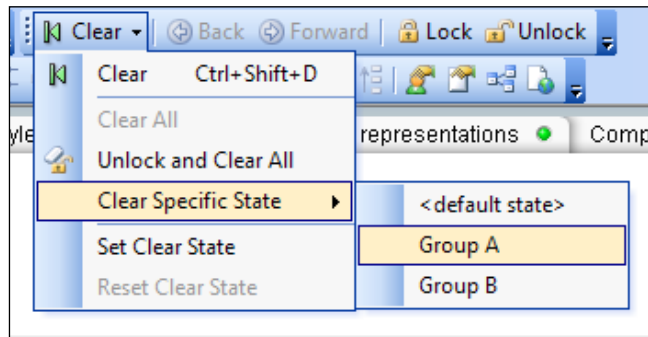 Clear Back Forward Lock Unlock
Clear Ctrl+Shift+D
Clear All
representations Comp
Unlock and Clear All
Clear Specific State
<default state>
Set Clear State
Group A
Reset Clear State
Group B